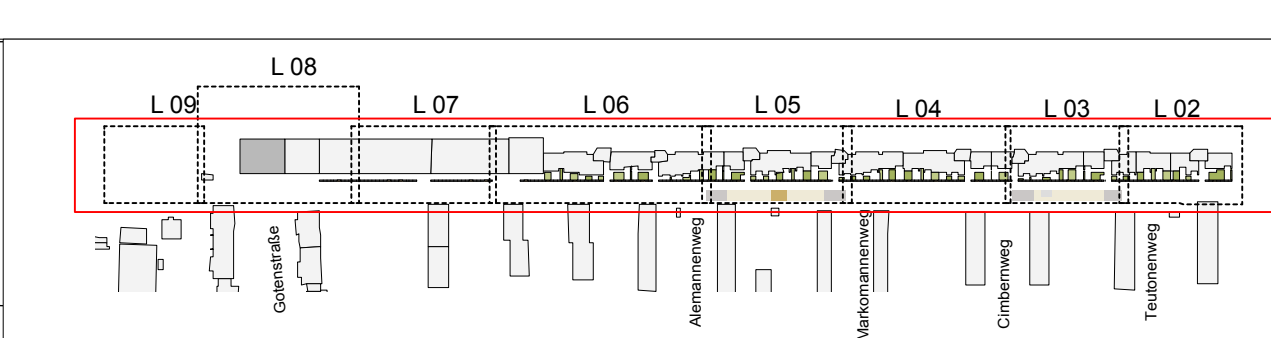 L 08
L 09
L 07
L 06
L 05
L 04
L 03
L 02
Gotenstraße
Alemannenweg
Markomannenweg
Cimbernweg
Teutonenweg